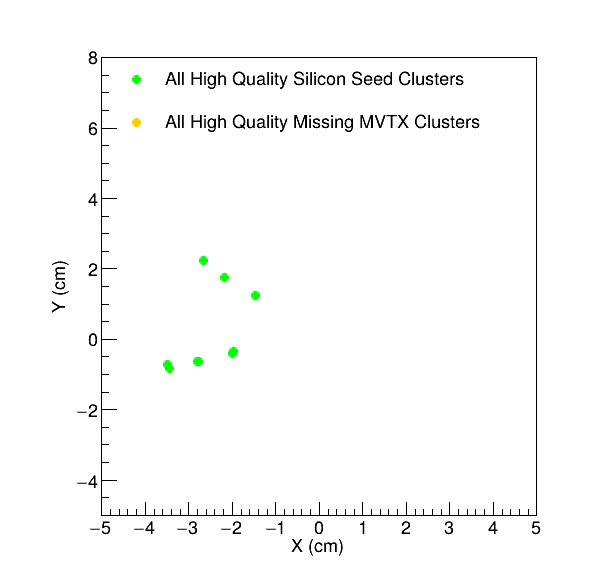 8
All High Quality Silicon Seed Clusters
All High Quality Missing MVTX Clusters
6
4
2
0
−2
−4
Y (cm)
−5 −4 −3 −2 −1 0 1 2 3 4 5
X (cm)